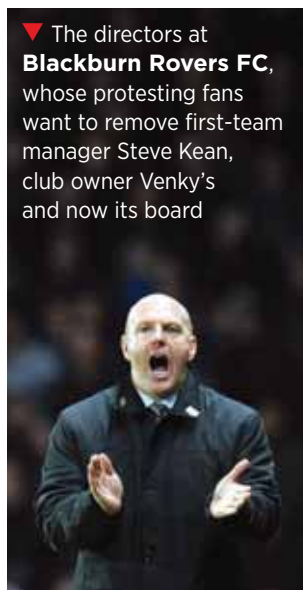 ▼ The directors at
Blackburn Rovers FC,
whose protesting fans
want to remove first-team
manager Steve Kean,
club owner Venky’s
and now its board